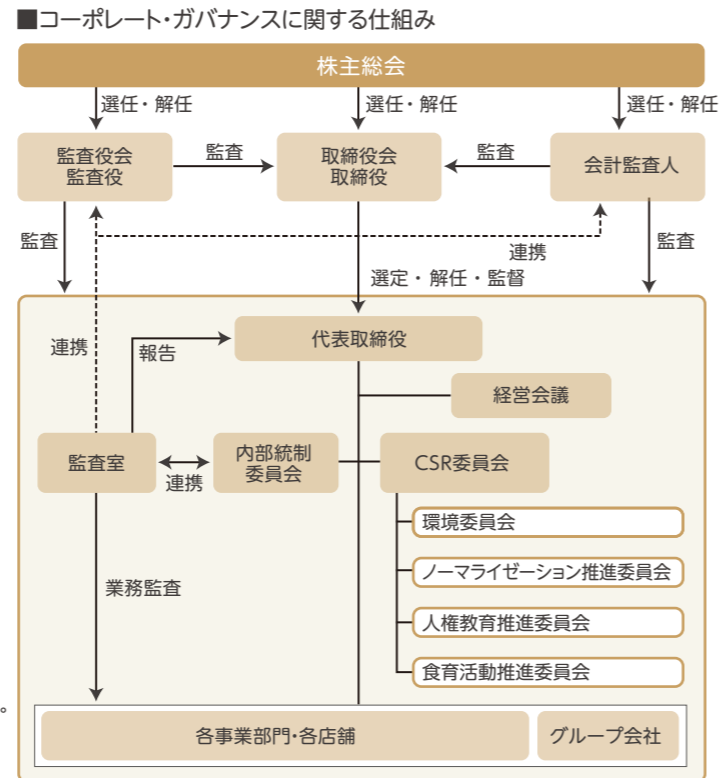 ■コーポレート・ガバナンスに関する仕組み
株主総会
選任・解任
選任・解任
選任・解任
監査役会
監査役
監査
取締役会
取締役
監査
会計監査人
監査
連携
監査
選定・解任・監督
代表取締役
連携
報告
経営会議
監査室
連携
内部統制
委員会
CSR委員会
環境委員会
ノーマライゼーション推進委員会
業務監査
人権教育推進委員会
食育活動推進委員会
。
各事業部門・各店舗
グループ会社